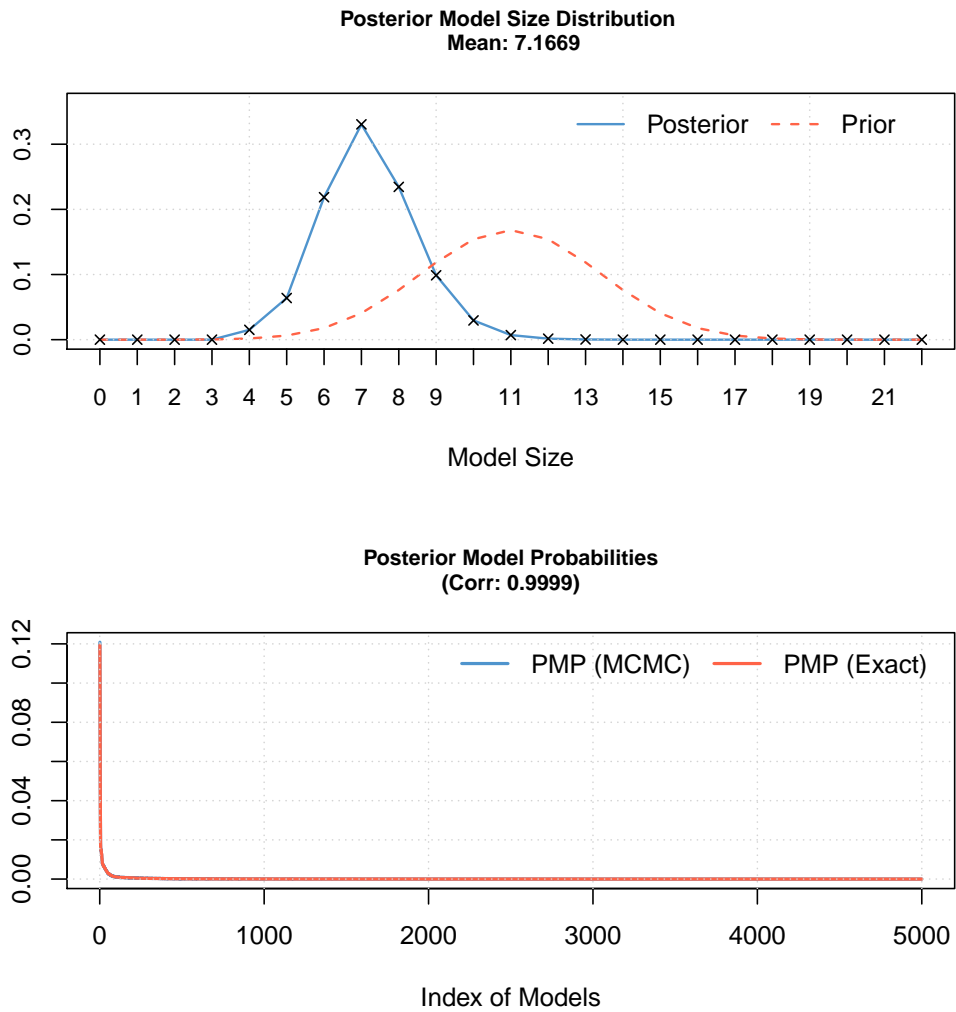 Posterior Model Size Distribution
Mean: 7.1669
Posterior
Prior
0.3
0.2
0.1
0.0
0 1 2 3 4 5 6 7 8 9 11 13 15 17 19 21
Model Size
Posterior Model Probabilities
(Corr: 0.9999)
PMP (MCMC)
PMP (Exact)
0.12
0.08
0.04
0.00
0 1000 2000 3000 4000 5000
Index of Models